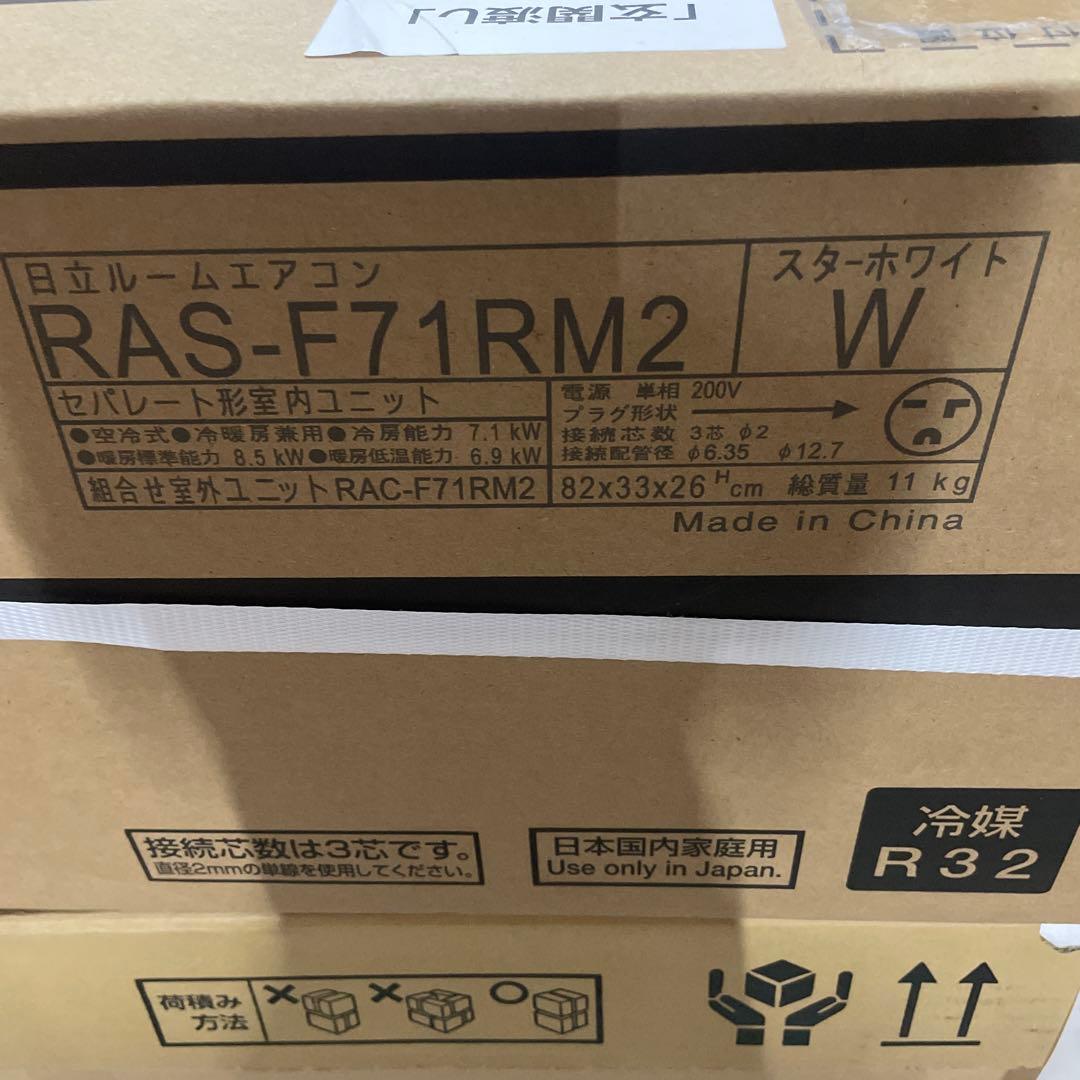 「玄関渡し」
付位置
日立ルームエアコン
RAS-F71RM2
スターホワイト
W
セパレート形室内ユニット
●空冷式●冷暖房兼用●冷房能力 7.1 kW
●暖房標準能力 8.5 kW●暖房低温能力 6.9 kW
組合せ室外ユニットRAC-F71RM2
電源 単相 200V
プラグ形状
接続芯数 3芯 φ2
接続配管径 φ6.35 φ12.7
82x33x26ᴴcm 総質量 11 kg
Made in China
接続芯数は3芯です。
直径2mmの単線を使用してください。
日本国内家庭用
Use only in Japan.
冷媒
R32
荷積み
方法